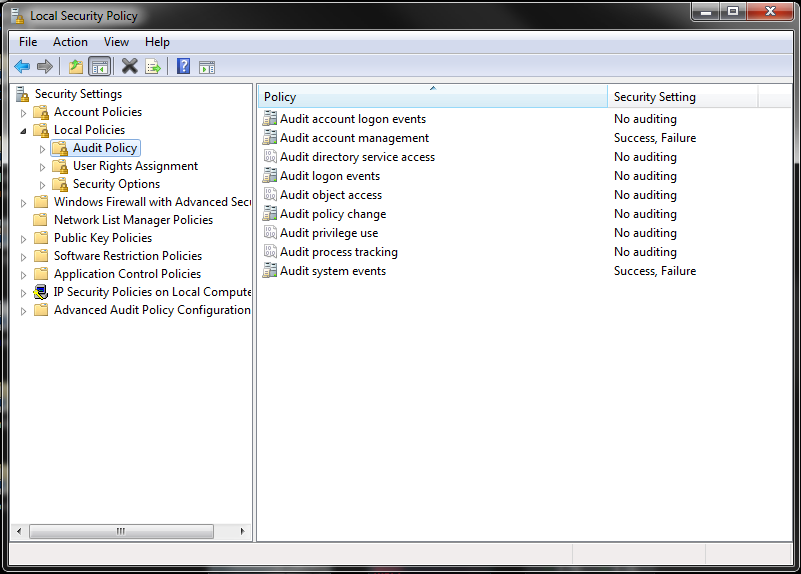 Local Security Policy
File Action View Help
Security Settings
Account Policies
Local Policies
Audit Policy
User Rights Assignment
Security Options
Windows Firewall with Advanced Secu
Network List Manager Policies
Public Key Policies
Software Restriction Policies
Application Control Policies
IP Security Policies on Local Compute
Advanced Audit Policy Configuration
Policy Security Setting
Audit account logon events No auditing
Audit account management Success, Failure
Audit directory service access No auditing
Audit logon events No auditing
Audit object access No auditing
Audit policy change No auditing
Audit privilege use No auditing
Audit process tracking No auditing
Audit system events Success, Failure